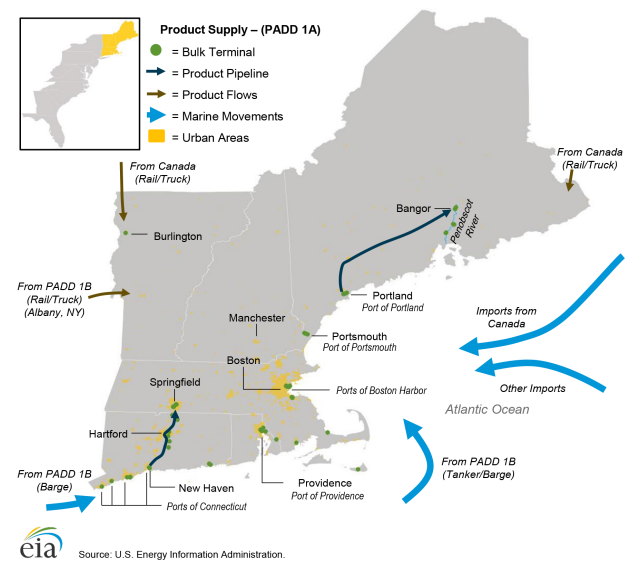 Product Supply – (PADD 1A)
= Bulk Terminal
= Product Pipeline
= Product Flows
= Marine Movements
= Urban Areas
From Canada
(Rail/Truck)
From Canada
(Rail/Truck)
Bangor
Penobscot
River
Burlington
From PADD 1B
(Rail/Truck)
(Albany, NY)
Portland
Port of Portland
Imports from
Canada
Manchester
Portsmouth
Port of Portsmouth
Boston
Springfield
Ports of Boston Harbor
Other Imports
Atlantic Ocean
Hartford
From PADD 1B
(Tanker/Barge)
From PADD 1B
(Barge)
New Haven
Providence
Port of Providence
Ports of Connecticut
eia
Source: U.S. Energy Information Administration.